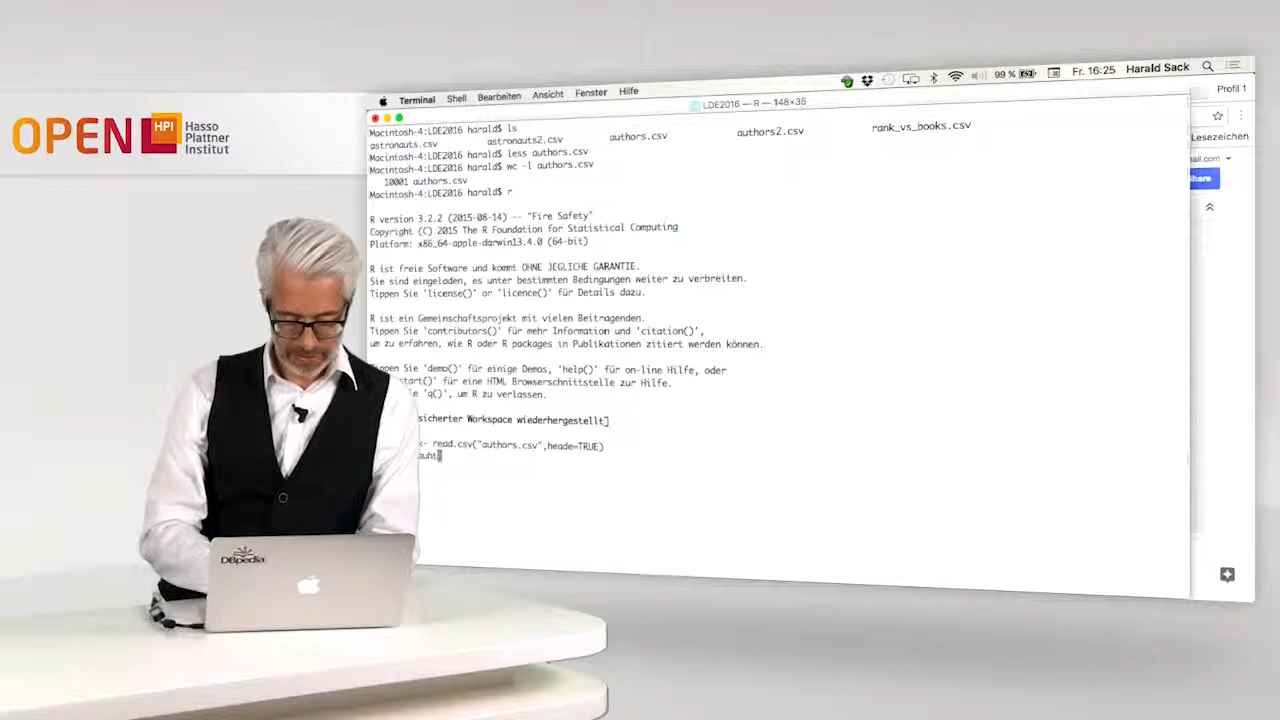 OPEN HPI Hasso
Plattner
Institut
Terminal Shell Bearbeiten Ansicht Fenster Hilfe 99 % Fr. 16:25 Harald Sack
LDE2016 — R — 148×35
Profil 1
Lesezeichen
Share
Macintosh-4:LDE2016 harald$ ls
astronauts.csv astronauts2.csv authors.csv authors2.csv rank_vs_books.csv
Macintosh-4:LDE2016 harald$ less authors.csv
Macintosh-4:LDE2016 harald$ wc -l authors.csv
10001 authors.csv
Macintosh-4:LDE2016 harald$ r
R version 3.2.2 (2015-08-14) -- "Fire Safety"
Copyright (C) 2015 The R Foundation for Statistical Computing
Platform: x86_64-apple-darwin13.4.0 (64-bit)
R ist freie Software und kommt OHNE JEGLICHE GARANTIE.
Sie sind eingeladen, es unter bestimmten Bedingungen weiter zu verbreiten.
Tippen Sie 'license()' or 'licence()' für Details dazu.
R ist ein Gemeinschaftsprojekt mit vielen Beitragenden.
Tippen Sie 'contributors()' für mehr Information und 'citation()',
um zu erfahren, wie R oder R packages in Publikationen zitiert werden können.
Tippen Sie 'demo()' für einige Demos, 'help()' für on-line Hilfe, oder
start()' für eine HTML Browserschnittstelle zur Hilfe.
'q()', um R zu verlassen.
sicherter Workspace wiederhergestellt]
<- read.csv("authors.csv",heade=TRUE)
auht
DBpedia